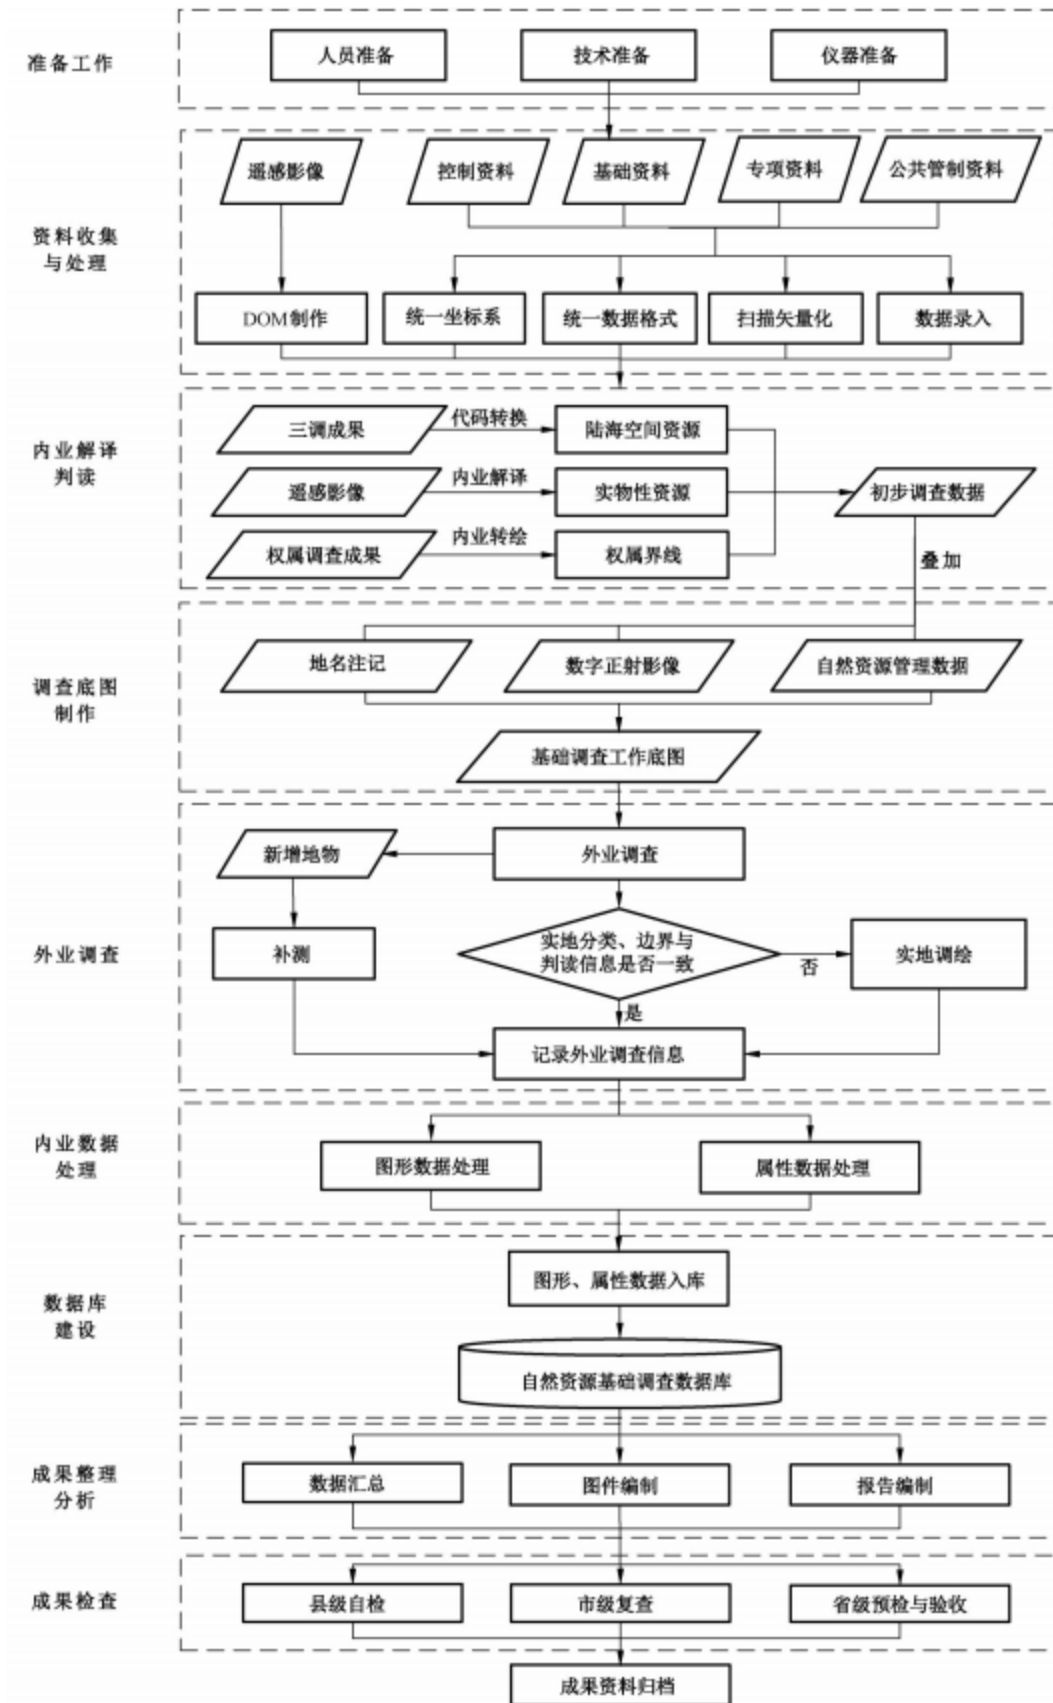 准备工作
人员准备
技术准备
仪器准备
遥感影像
控制资料
基础资料
专项资料
公共管制资料
资料收集
与处理
DOM制作
统一坐标系
统一数据格式
扫描矢量化
数据录入
内业解译
判读
三调成果
代码转换
陆海空间资源
遥感影像
内业解译
实物性资源
初步调查数据
权属调查成果
内业转绘
权属界线
叠加
调查底图
制作
地名注记
数字正射影像
自然资源管理数据
基础调查工作底图
外业调查
新增地物
外业调查
补测
实地分类、边界与
判读信息是否一致
否
实地调绘
是
记录外业调查信息
内业数据
处理
图形数据处理
属性数据处理
数据库
建设
图形、属性数据入库
自然资源基础调查数据库
成果整理
分析
数据汇总
图件编制
报告编制
成果检查
县级自检
市级复查
省级预检与验收
成果资料归档